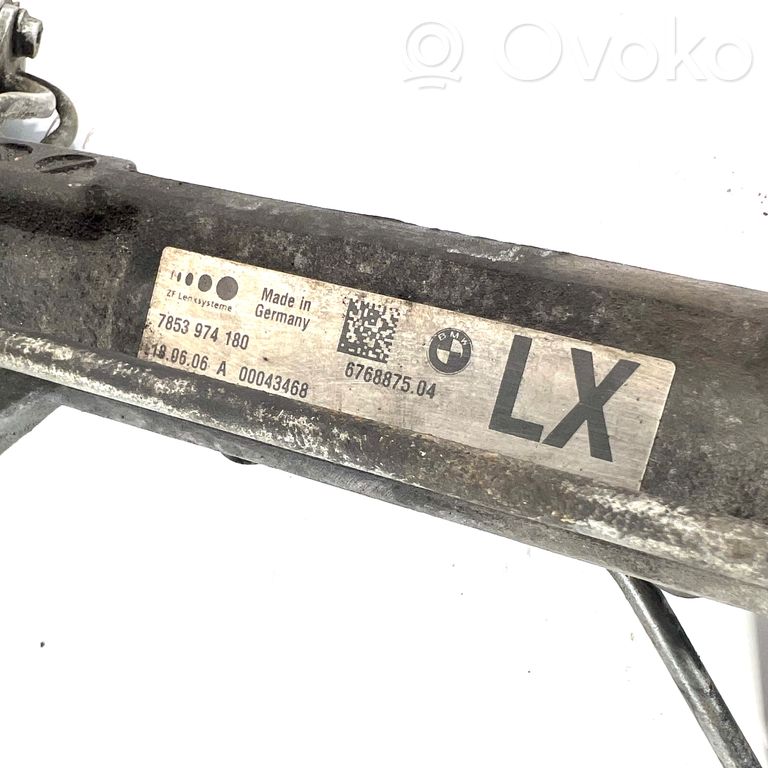 Ovoko
ZF Lenksysteme
Made in
Germany
7853 974 180
19.06.06 A 00043468
6768875.04
BMW
LX